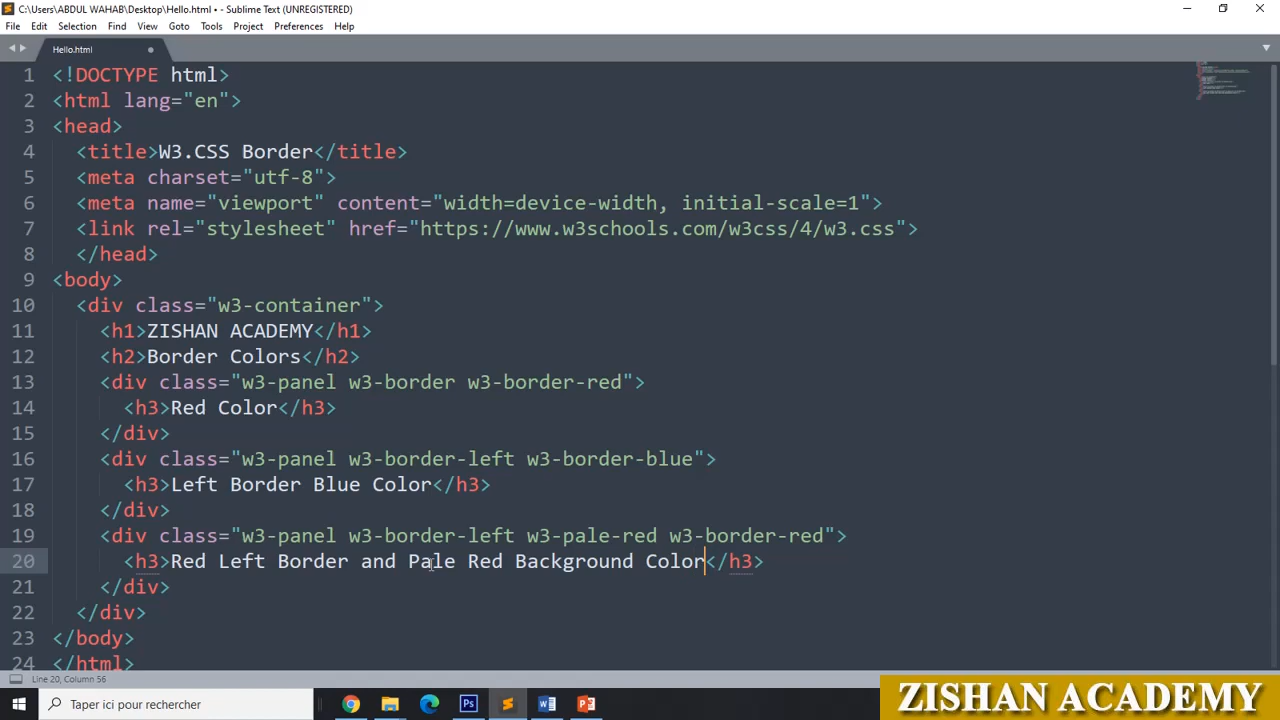 C:\Users\ABDUL WAHAB\Desktop\Hello.html • - Sublime Text (UNREGISTERED)
File Edit Selection Find View Goto Tools Project Preferences Help
Hello.html
1 <!DOCTYPE html>
2 <html lang="en">
3 <head>
4 <title>W3.CSS Border</title>
5 <meta charset="utf-8">
6 <meta name="viewport" content="width=device-width, initial-scale=1">
7 <link rel="stylesheet" href="https://www.w3schools.com/w3css/4/w3.css">
8 </head>
9 <body>
10 <div class="w3-container">
11 <h1>ZISHAN ACADEMY</h1>
12 <h2>Border Colors</h2>
13 <div class="w3-panel w3-border w3-border-red">
14 <h3>Red Color</h3>
15 </div>
16 <div class="w3-panel w3-border-left w3-border-blue">
17 <h3>Left Border Blue Color</h3>
18 </div>
19 <div class="w3-panel w3-border-left w3-pale-red w3-border-red">
20 <h3>Red Left Border and Pale Red Background Color</h3>
21 </div>
22 </div>
23 </body>
24 </html>
Line 20, Column 56
Taper ici pour rechercher
Ps
W
P
ZISHAN ACADEMY